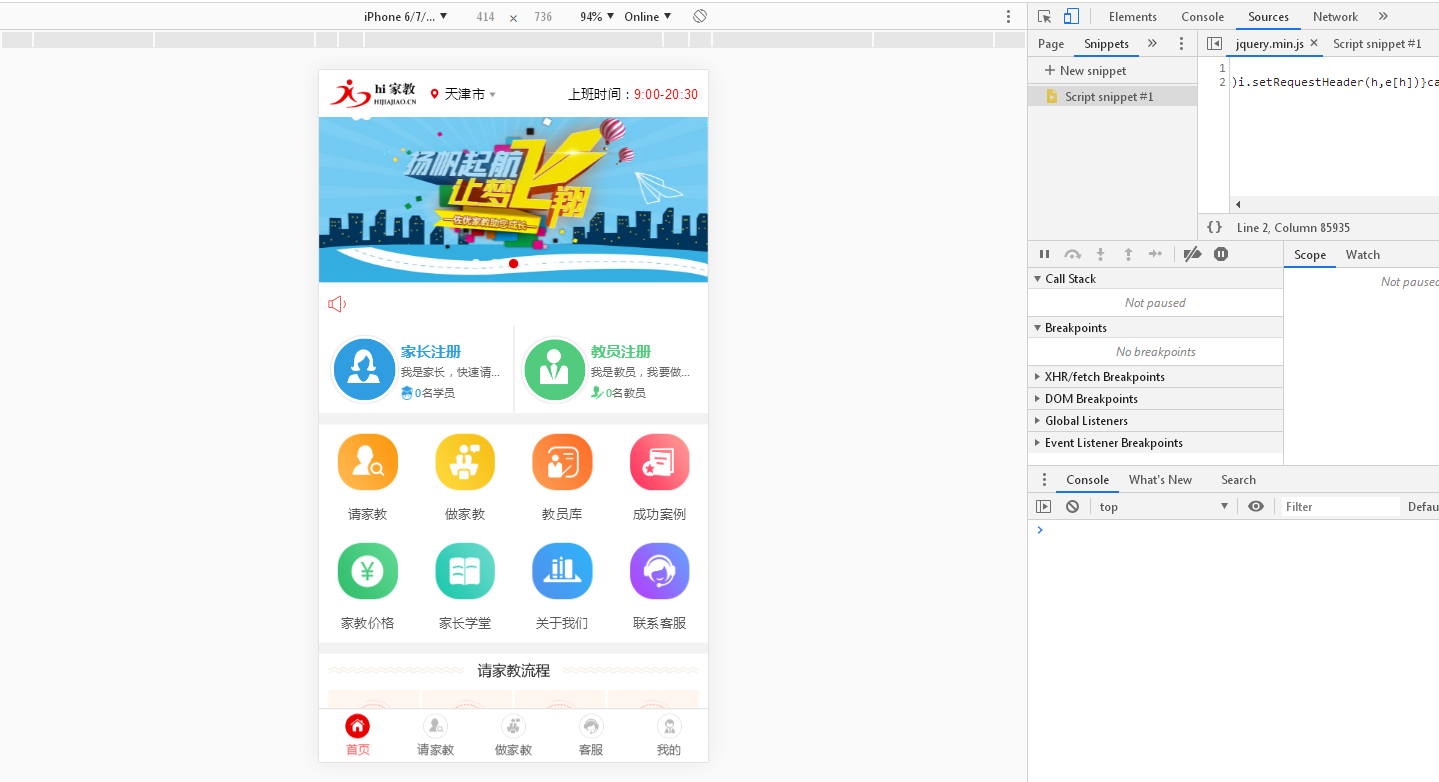 iPhone 6/7/... ▼ 414 × 736 94% ▼ Online ▼
Elements Console Sources Network »
Page Snippets »
jquery.min.js × Script snippet #1
+ New snippet
Script snippet #1
1
2 )i.setRequestHeader(h,e[h])}ca
{} Line 2, Column 85935
Scope Watch
Not paused
Call Stack
Not paused
Breakpoints
No breakpoints
XHR/fetch Breakpoints
DOM Breakpoints
Global Listeners
Event Listener Breakpoints
Console What's New Search
top ▼ Filter Defau
hi 家教
HIJIAJIAO.CN
天津市
上班时间：9:00-20:30
扬帆起航
让梦飞翔
佐优家教助您成长
家长注册
我是家长，快速请...
0名学员
教员注册
我是教员，我要做...
0名教员
请家教 做家教 教员库 成功案例
家教价格 家长学堂 关于我们 联系客服
请家教流程
首页 请家教 做家教 客服 我的